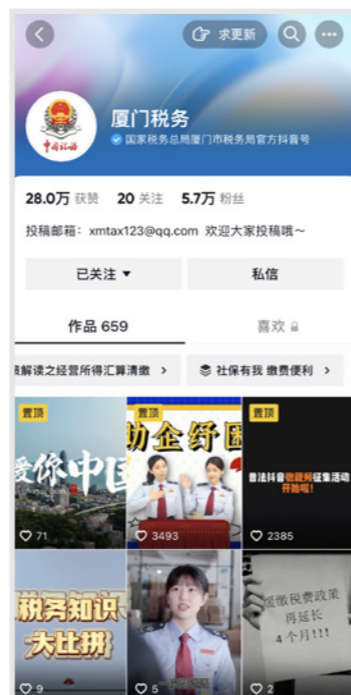 求更新
厦门税务
中国税务
国家税务总局厦门市税务局官方抖音号
28.0万 获赞 20 关注 5.7万 粉丝
投稿邮箱：xmtax123@qq.com 欢迎大家投稿哦～
已关注 ▼ 私信
作品 659 喜欢
解读之经营所得汇算清缴 > 社保有我 缴费便利 >
置顶 置顶 置顶
爱你中国
助企纾困
普法抖音微视频征集活动
开始啦！
71 3493 2385
税务知识
大比拼
缓缴税费政策
再延长
4个月!!!
9 5 2